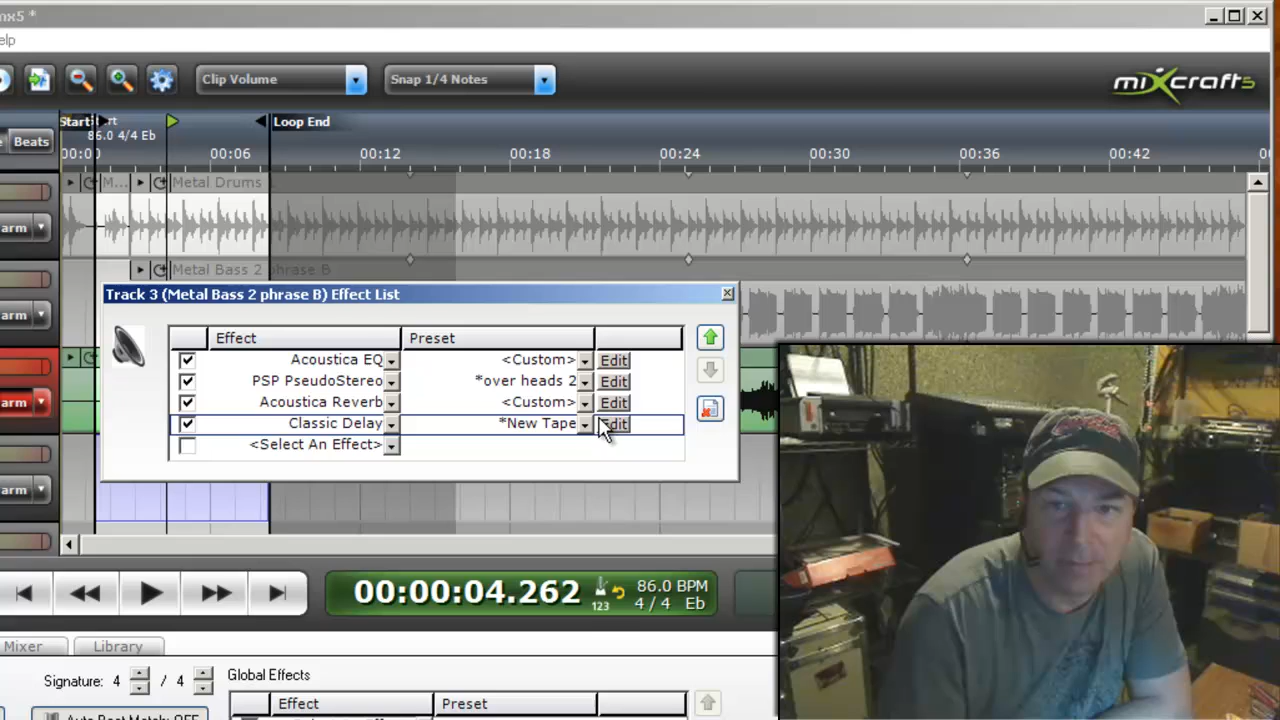 mx5 *
elp
Clip Volume
Snap 1/4 Notes
mixcraft5
Start
rt
Loop End
86.0 4/4 Eb
Beats
00:00
00:06
00:12
00:18
00:24
00:30
00:36
00:42
00
M...
Metal Drums
arm
Metal Bass 2 phrase B
arm
Track 3 (Metal Bass 2 phrase B) Effect List
Effect
Preset
Acoustica EQ
<Custom>
Edit
PSP PseudoStereo
*over heads 2
Edit
arm
Acoustica Reverb
<Custom>
Edit
Classic Delay
*New Tape
Edit
<Select An Effect>
arm
00:00:04.262
123
86.0 BPM
4 / 4 Eb
Mixer
Library
Signature: 4 / 4
Global Effects
Effect
Preset
Auto Beat Match: OFF